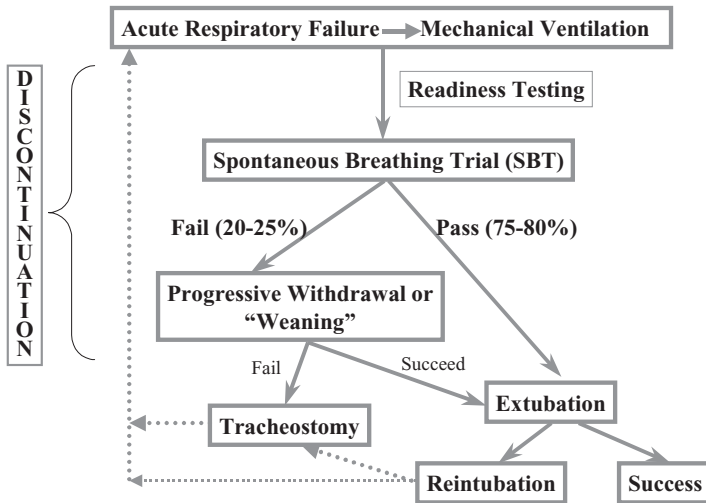 Acute Respiratory Failure Mechanical Ventilation
DISCONTINUATION
Readiness Testing
Spontaneous Breathing Trial (SBT)
Fail (20-25%)
Pass (75-80%)
Progressive Withdrawal or
“Weaning”
Fail
Succeed
Extubation
Tracheostomy
Reintubation
Success